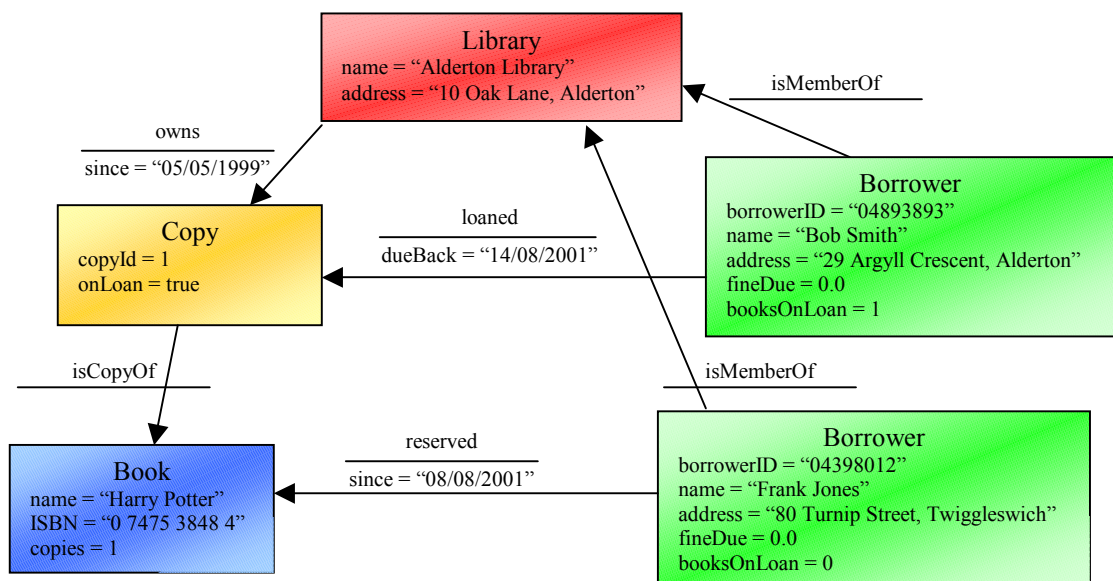 Library
name = “Alderton Library”
address = “10 Oak Lane, Alderton”
isMemberOf
owns
since = “05/05/1999”
Borrower
borrowerID = “04893893”
name = “Bob Smith”
address = “29 Argyll Crescent, Alderton”
fineDue = 0.0
booksOnLoan = 1
Copy
copyId = 1
onLoan = true
loaned
dueBack = “14/08/2001”
isCopyOf
isMemberOf
Book
name = “Harry Potter”
ISBN = “0 7475 3848 4”
copies = 1
reserved
since = “08/08/2001”
Borrower
borrowerID = “04398012”
name = “Frank Jones”
address = “80 Turnip Street, Twiggleswich”
fineDue = 0.0
booksOnLoan = 0